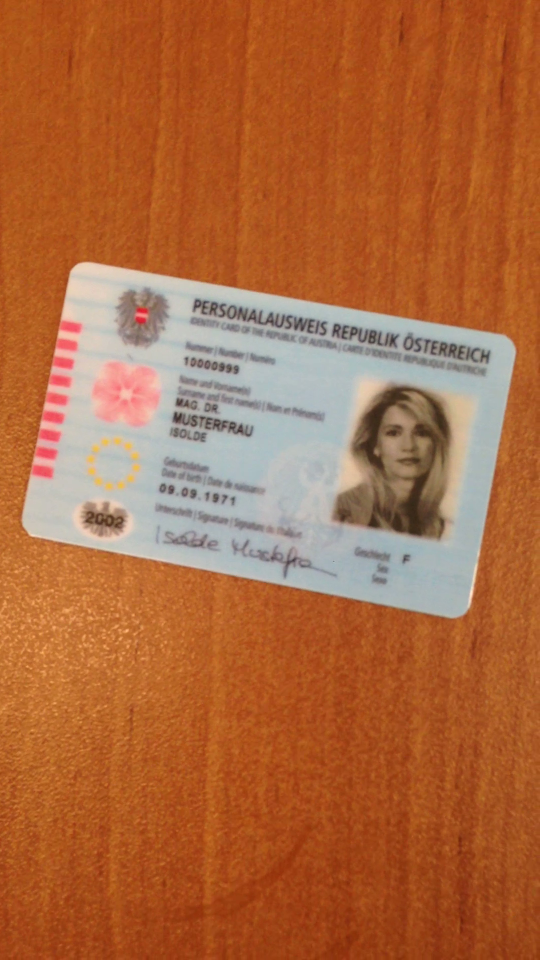 PERSONALAUSWEIS REPUBLIK ÖSTERREICH
IDENTITY CARD OF THE REPUBLIC OF AUSTRIA | CARTE D'IDENTITE REPUBLIQUE D'AUTRICHE
Nummer | Number | Numéro
10000999
Name und Vorname(n)
Surname and first name(s) | Nom et Prénom(s)
MAG. DR.
MUSTERFRAU
ISOLDE
Geburtsdatum
Date of birth | Date de naissance
09.09.1971
Unterschrift | Signature | Signature du titulaire
Isolde Musterfrau
Geschlecht F
Sex
Sexe
2002